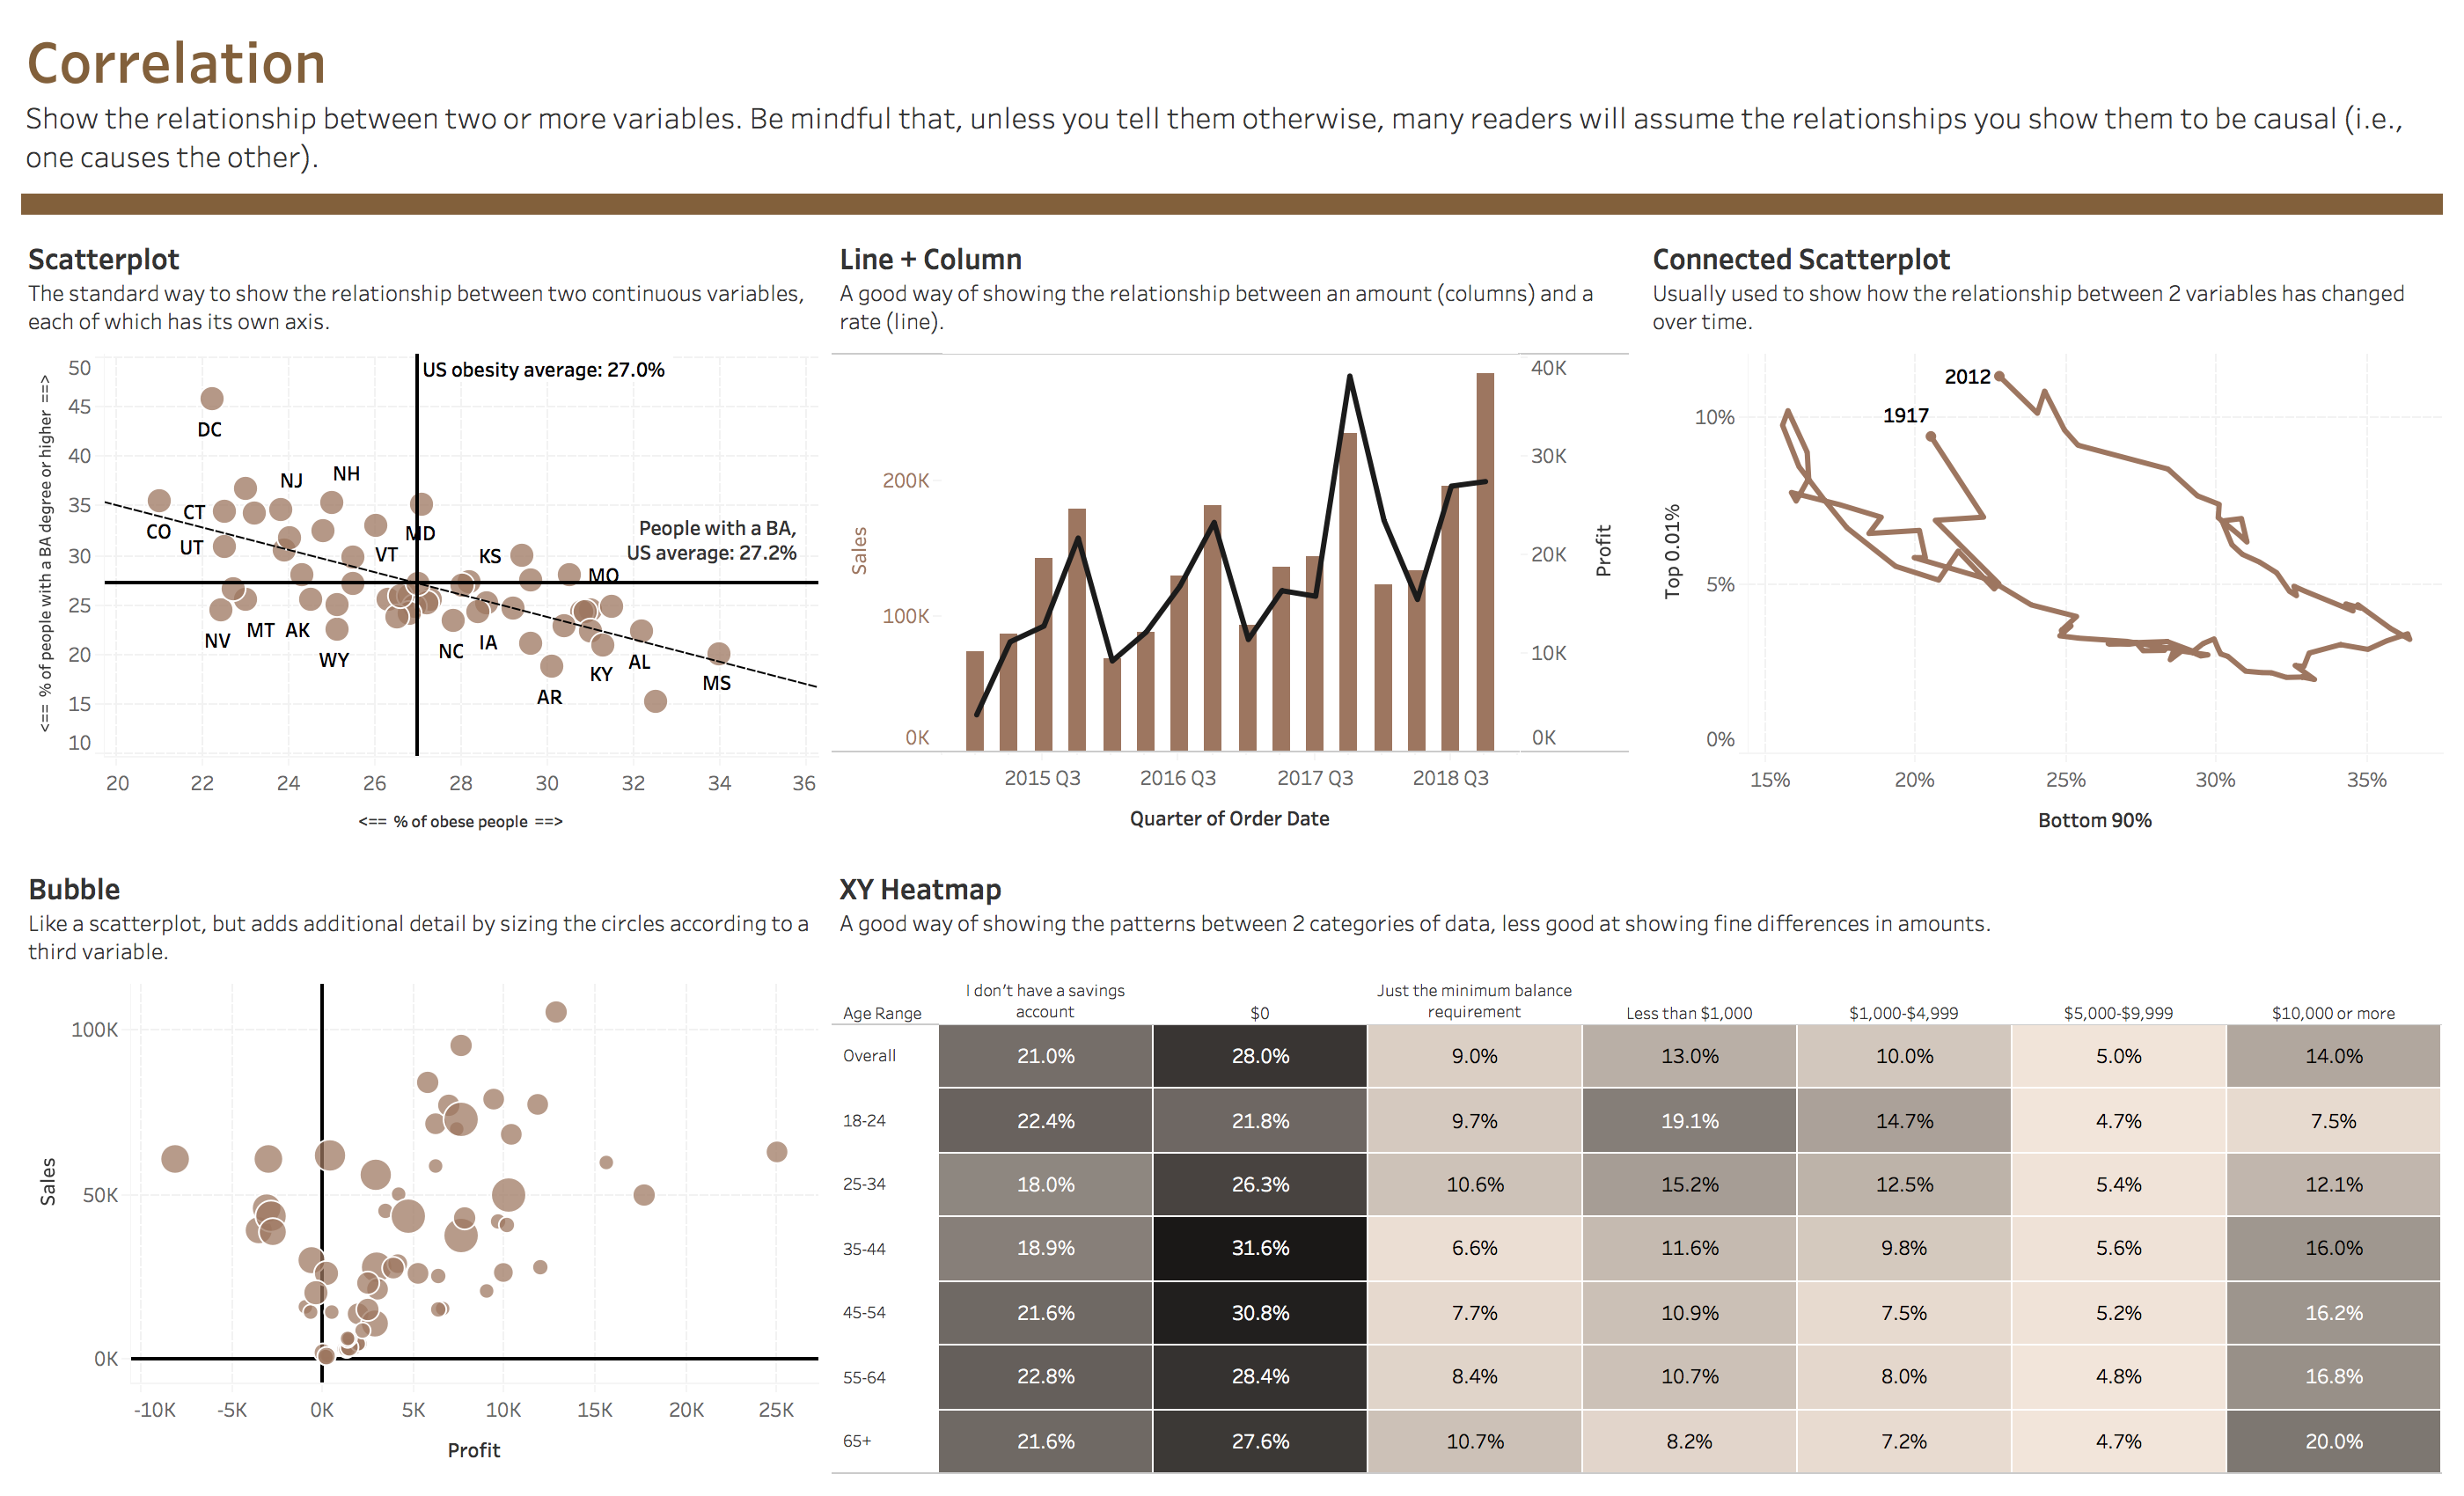 Correlation
Show the relationship between two or more variables. Be mindful that, unless you tell them otherwise, many readers will assume the relationships you show them to be causal (i.e.,
one causes the other).
Scatterplot
The standard way to show the relationship between two continuous variables,
each of which has its own axis.
<== % of people with a BA degree or higher ==>
50
45
40
35
30
25
20
15
10
US obesity average: 27.0%
DC
NJ
NH
CT
CO
UT
MD
VT
KS
People with a BA,
US average: 27.2%
MO
NV
MT
AK
WY
NC
IA
AR
KY
AL
MS
20
22
24
26
28
30
32
34
36
<== % of obese people ==>
Line + Column
A good way of showing the relationship between an amount (columns) and a
rate (line).
Sales
200K
100K
0K
40K
30K
20K
10K
0K
Profit
2015 Q3
2016 Q3
2017 Q3
2018 Q3
Quarter of Order Date
Connected Scatterplot
Usually used to show how the relationship between 2 variables has changed
over time.
Top 0.01%
10%
5%
0%
2012
1917
15%
20%
25%
30%
35%
Bottom 90%
Bubble
Like a scatterplot, but adds additional detail by sizing the circles according to a
third variable.
Sales
100K
50K
0K
-10K
-5K
0K
5K
10K
15K
20K
25K
Profit
XY Heatmap
A good way of showing the patterns between 2 categories of data, less good at showing fine differences in amounts.
Age Range
I don't have a savings
account
$0
Just the minimum balance
requirement
Less than $1,000
$1,000-$4,999
$5,000-$9,999
$10,000 or more
Overall 21.0% 28.0% 9.0% 13.0% 10.0% 5.0% 14.0%
18-24 22.4% 21.8% 9.7% 19.1% 14.7% 4.7% 7.5%
25-34 18.0% 26.3% 10.6% 15.2% 12.5% 5.4% 12.1%
35-44 18.9% 31.6% 6.6% 11.6% 9.8% 5.6% 16.0%
45-54 21.6% 30.8% 7.7% 10.9% 7.5% 5.2% 16.2%
55-64 22.8% 28.4% 8.4% 10.7% 8.0% 4.8% 16.8%
65+ 21.6% 27.6% 10.7% 8.2% 7.2% 4.7% 20.0%